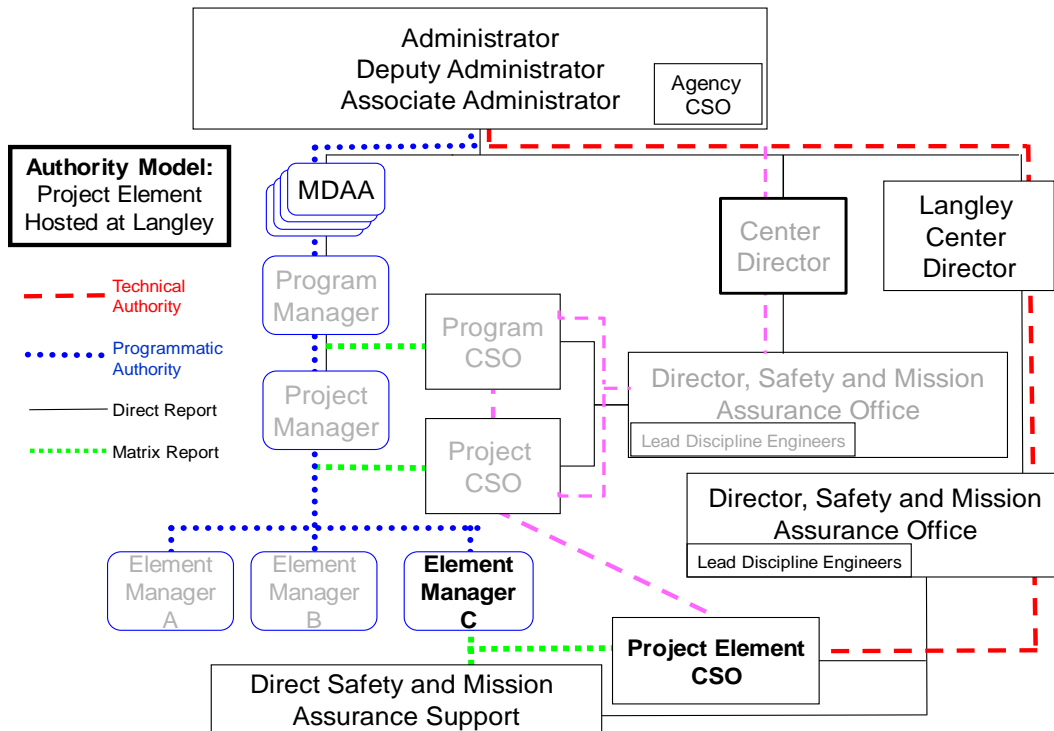 Administrator
Deputy Administrator
Associate Administrator
Agency
CSO
Authority Model:
Project Element
Hosted at Langley
MDAA
Center
Director
Langley
Center
Director
Technical
Authority
Program
Manager
Program
CSO
Programmatic
Authority
Director, Safety and Mission
Assurance Office
Lead Discipline Engineers
Project
Manager
Direct Report
Project
CSO
Matrix Report
Director, Safety and Mission
Assurance Office
Lead Discipline Engineers
Element
Manager
A
Element
Manager
B
Element
Manager
C
Project Element
CSO
Direct Safety and Mission
Assurance Support